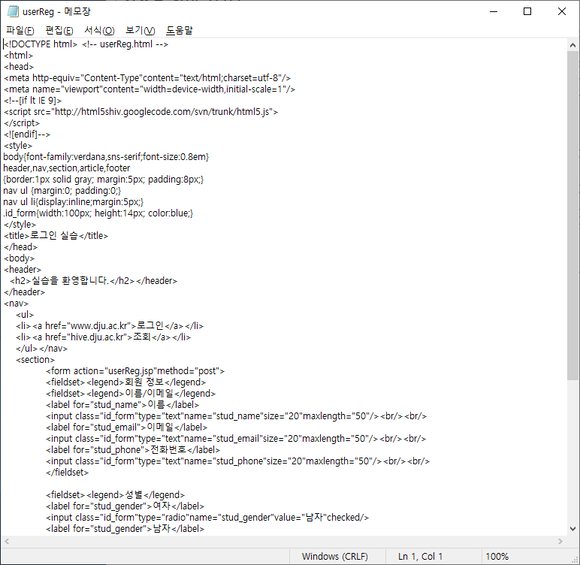 userReg - 메모장
파일(F) 편집(E) 서식(O) 보기(V) 도움말
<!DOCTYPE html> <!-- userReg.html -->
<html>
<head>
<meta http-equiv="Content-Type"content="text/html;charset=utf-8"/>
<meta name="viewport"content="width=device-width,initial-scale=1"/>
<!--[if lt IE 9]>
<script src="http://html5shiv.googlecode.com/svn/trunk/html5.js">
</script>
<![endif]-->
<style>
body{font-family:verdana,sns-serif;font-size:0.8em}
header,nav,section,article,footer
{border:1px solid gray; margin:5px; padding:8px;}
nav ul {margin:0; padding:0;}
nav ul li{display:inline;margin:5px;}
.id_form{width:100px; height:14px; color:blue;}
</style>
<title>로그인 실습</title>
</head>
<body>
<header>
<h2>실습을 환영합니다.</h2></header>
</header>
<nav>
<ul>
<li><a href="www.dju.ac.kr">로그인</a></li>
<li><a href="hive.dju.ac.kr">조회</a></li>
</ul></nav>
<section>
<form action="userReg.jsp"method="post">
<fieldset><legend>회원 정보</legend>
<fieldset><legend>이름/이메일</legend>
<label for="stud_name">이름</label>
<input class="id_form"type="text"name="stud_name"size="20"maxlength="50"/><br/><br/>
<label for="stud_email">이메일</label>
<input class="id_form"type="text"name="stud_email"size="20"maxlength="50"/><br/><br/>
<label for="stud_phone">전화번호</label>
<input class="id_form"type="text"name="stud_phone"size="20"maxlength="50"/><br/><br/>
</fieldset>
<fieldset><legend>성별</legend>
<label for="stud_gender">여자</label>
<input class="id_form"type="radio"name="stud_gender"value="남자"checked/>
<label for="stud_gender">남자</label>
Windows (CRLF) Ln 1, Col 1 100%